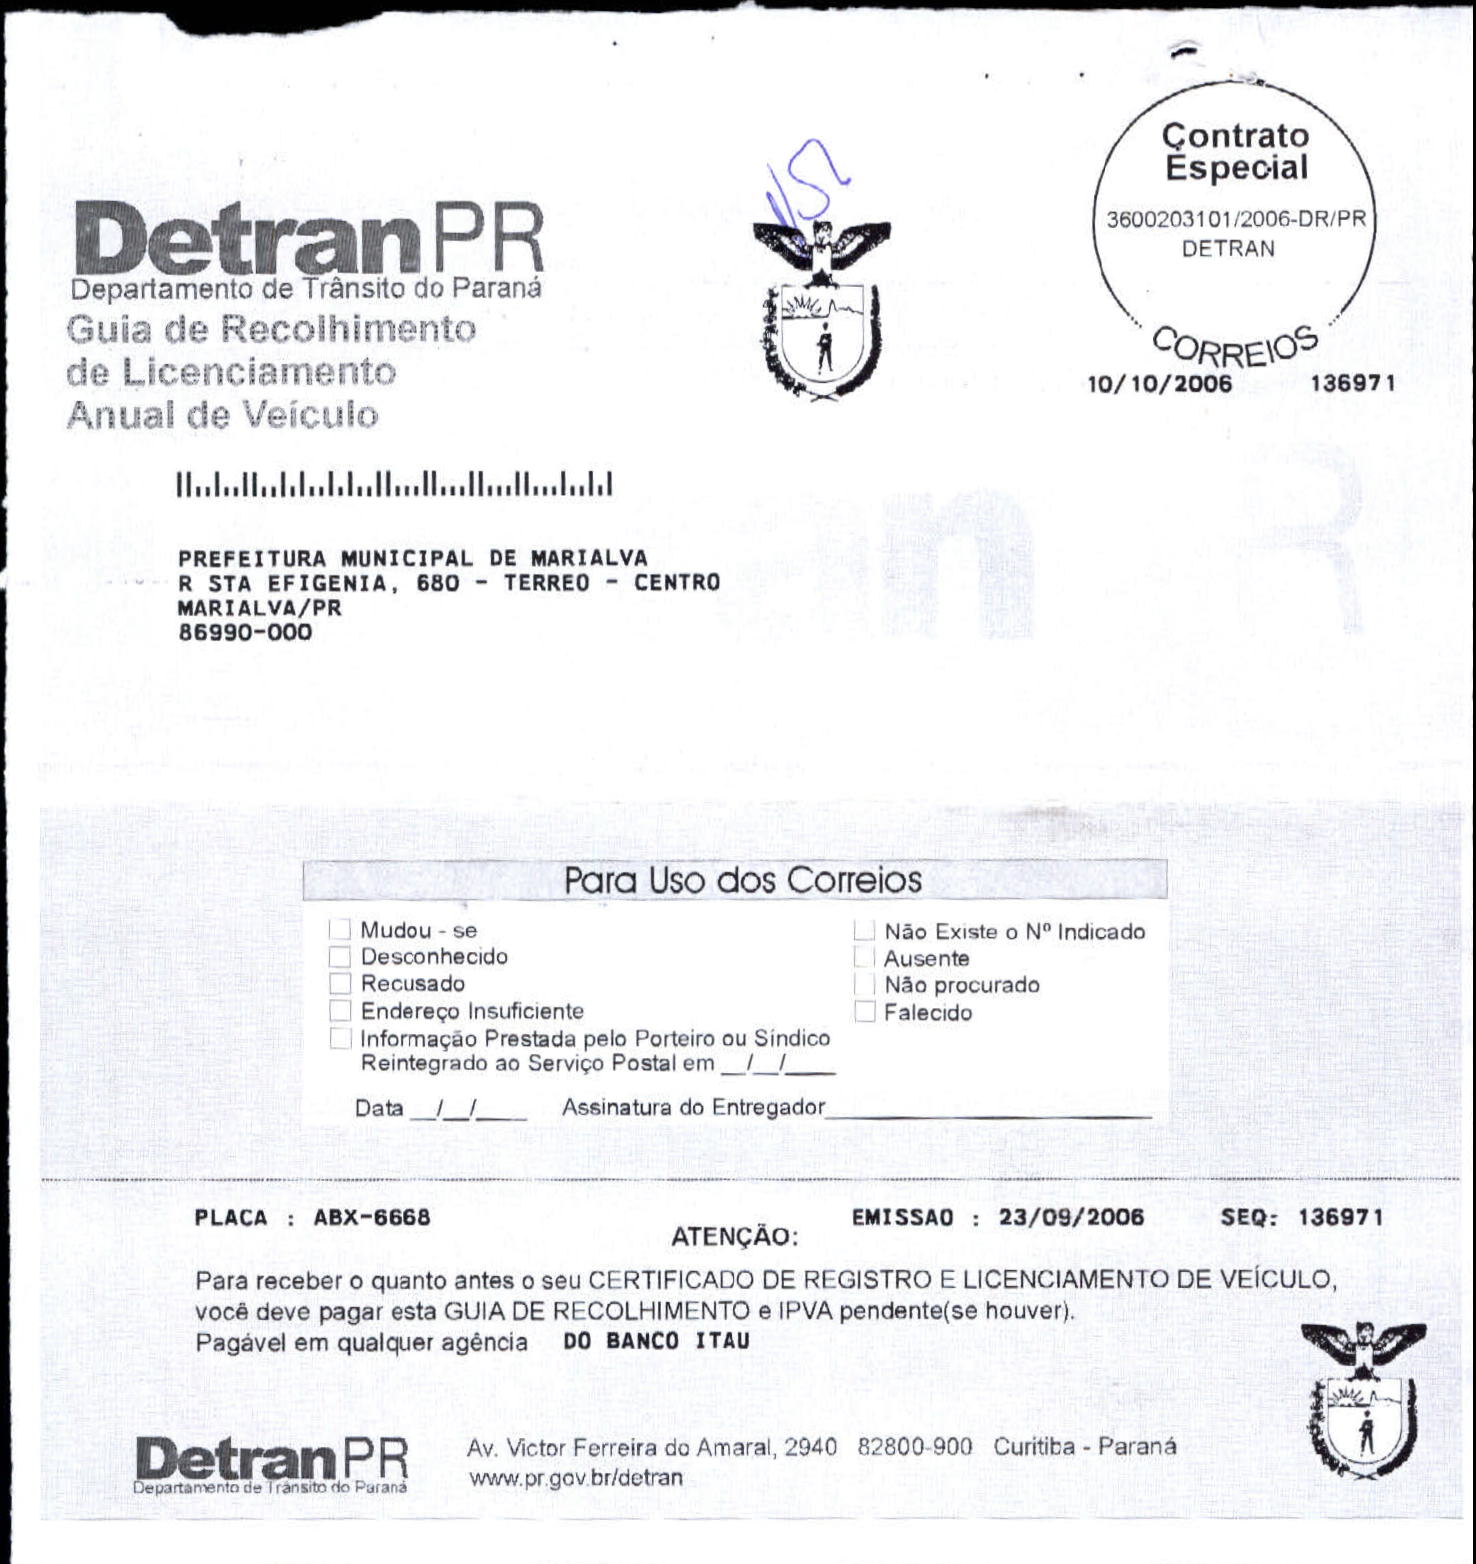 DetranPR
Departamento de Trânsito do Paraná
Guia de Recolhimento
de Licenciamento
Anual de Veículo
Contrato
Especial
3600203101/2006-DR/PR
DETRAN
CORREIOS
10/10/2006 136971
PREFEITURA MUNICIPAL DE MARIALVA
R STA EFIGENIA, 680 - TERREO - CENTRO
MARIALVA/PR
86990-000
Para Uso dos Correios
Mudou - se
Desconhecido
Recusado
Endereço Insuficiente
Informação Prestada pelo Porteiro ou Síndico
Reintegrado ao Serviço Postal em __/__/____
Não Existe o Nº Indicado
Ausente
Não procurado
Falecido
Data __/__/____ Assinatura do Entregador
PLACA : ABX-6668 EMISSAO : 23/09/2006 SEQ: 136971
ATENÇÃO:
Para receber o quanto antes o seu CERTIFICADO DE REGISTRO E LICENCIAMENTO DE VEÍCULO,
você deve pagar esta GUIA DE RECOLHIMENTO e IPVA pendente(se houver).
Pagável em qualquer agência DO BANCO ITAU
DetranPR
Departamento de Trânsito do Paraná
Av. Victor Ferreira do Amaral, 2940 82800-900 Curitiba - Paraná
www.pr.gov.br/detran